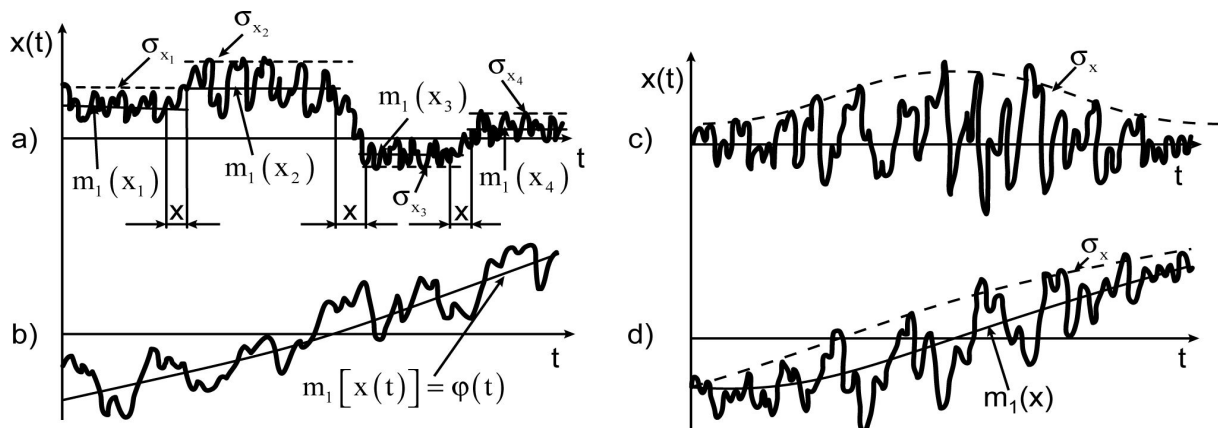 x(t)
σx₁
σx₂
m₁(x₃)
σx₄
a)
t
m₁(x₁)
m₁(x₂)
σx₃
m₁(x₄)
x
x
x
b)
t
m₁[x(t)]=φ(t)
x(t)
σx
c)
t
σx
d)
t
m₁(x)